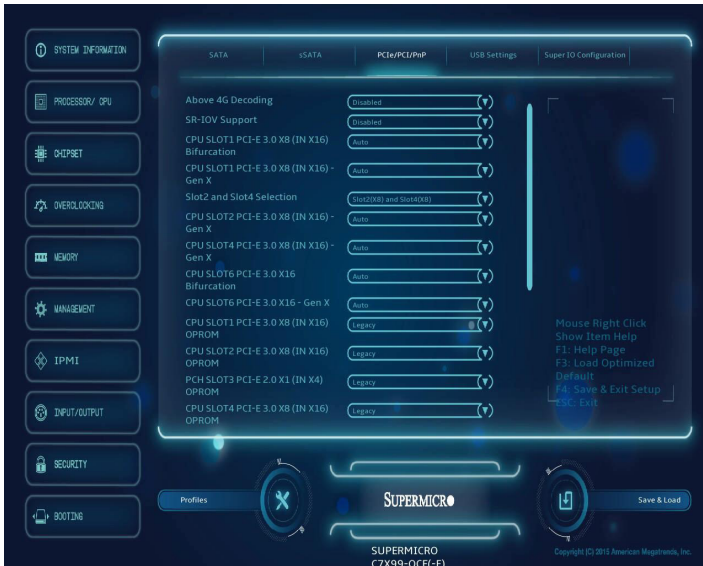 SYSTEM INFORMATION
PROCESSOR/ CPU
CHIPSET
OVERCLOCKING
MEMORY
MANAGEMENT
IPMI
INPUT/OUTPUT
SECURITY
BOOTING
SATA
sSATA
PCIe/PCI/PnP
USB Settings
Super IO Configuration
Above 4G Decoding
Disabled
SR-IOV Support
Disabled
CPU SLOT1 PCI-E 3.0 X8 (IN X16)
Bifurcation
Auto
CPU SLOT1 PCI-E 3.0 X8 (IN X16) -
Gen X
Auto
Slot2 and Slot4 Selection
Slot2(X8) and Slot4(X8)
CPU SLOT2 PCI-E 3.0 X8 (IN X16) -
Gen X
Auto
CPU SLOT4 PCI-E 3.0 X8 (IN X16) -
Gen X
Auto
CPU SLOT6 PCI-E 3.0 X16
Bifurcation
Auto
CPU SLOT6 PCI-E 3.0 X16 - Gen X
Auto
CPU SLOT1 PCI-E 3.0 X8 (IN X16)
OPROM
Legacy
CPU SLOT2 PCI-E 3.0 X8 (IN X16)
OPROM
Legacy
PCH SLOT3 PCI-E 2.0 X1 (IN X4)
OPROM
Legacy
CPU SLOT4 PCI-E 3.0 X8 (IN X16)
OPROM
Legacy
Mouse Right Click
Show Item Help
F1: Help Page
F3: Load Optimized
Default
F4: Save & Exit Setup
ESC: Exit
Profiles
SUPERMICRO
Save & Load
SUPERMICRO
C7X99-OCE(-F)
Copyright (C) 2015 American Megatrends, Inc.